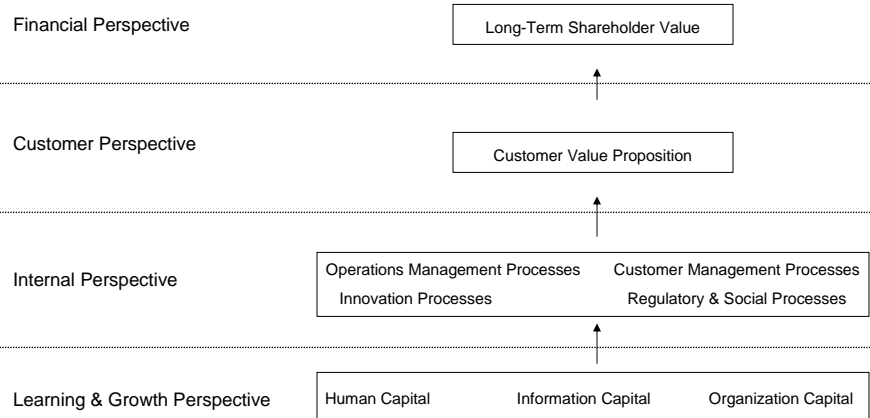 Financial Perspective
Long-Term Shareholder Value
Customer Perspective
Customer Value Proposition
Internal Perspective
Operations Management Processes
Customer Management Processes
Innovation Processes
Regulatory & Social Processes
Learning & Growth Perspective
Human Capital
Information Capital
Organization Capital